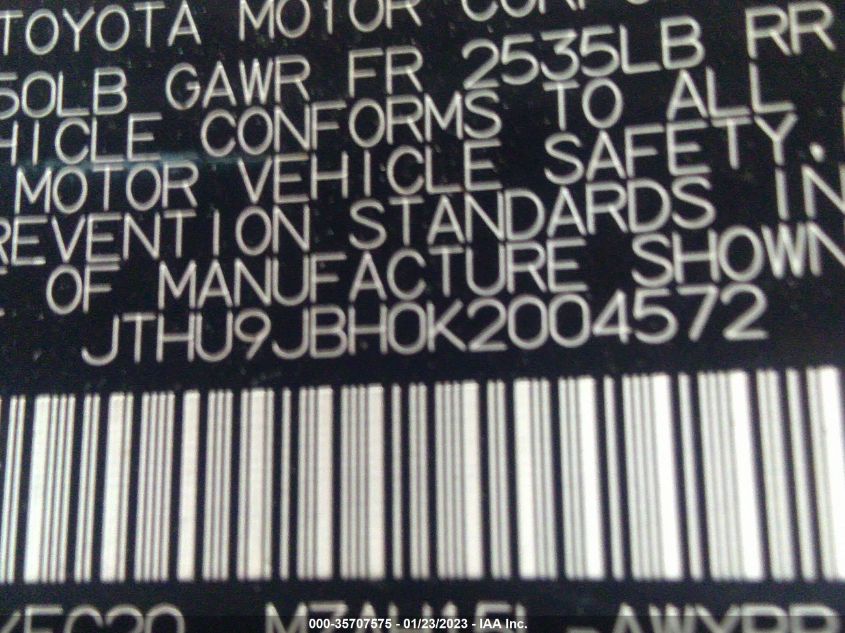 TOYOTA MOTOR CORPO
50LB GAWR FR 2535LB RR
HICLE CONFORMS TO ALL
MOTOR VEHICLE SAFETY,
REVENTION STANDARDS IN
OF MANUFACTURE SHOWN
JTHU9JBH0K2004572
000-35707575 - 01/23/2023 - IAA Inc.